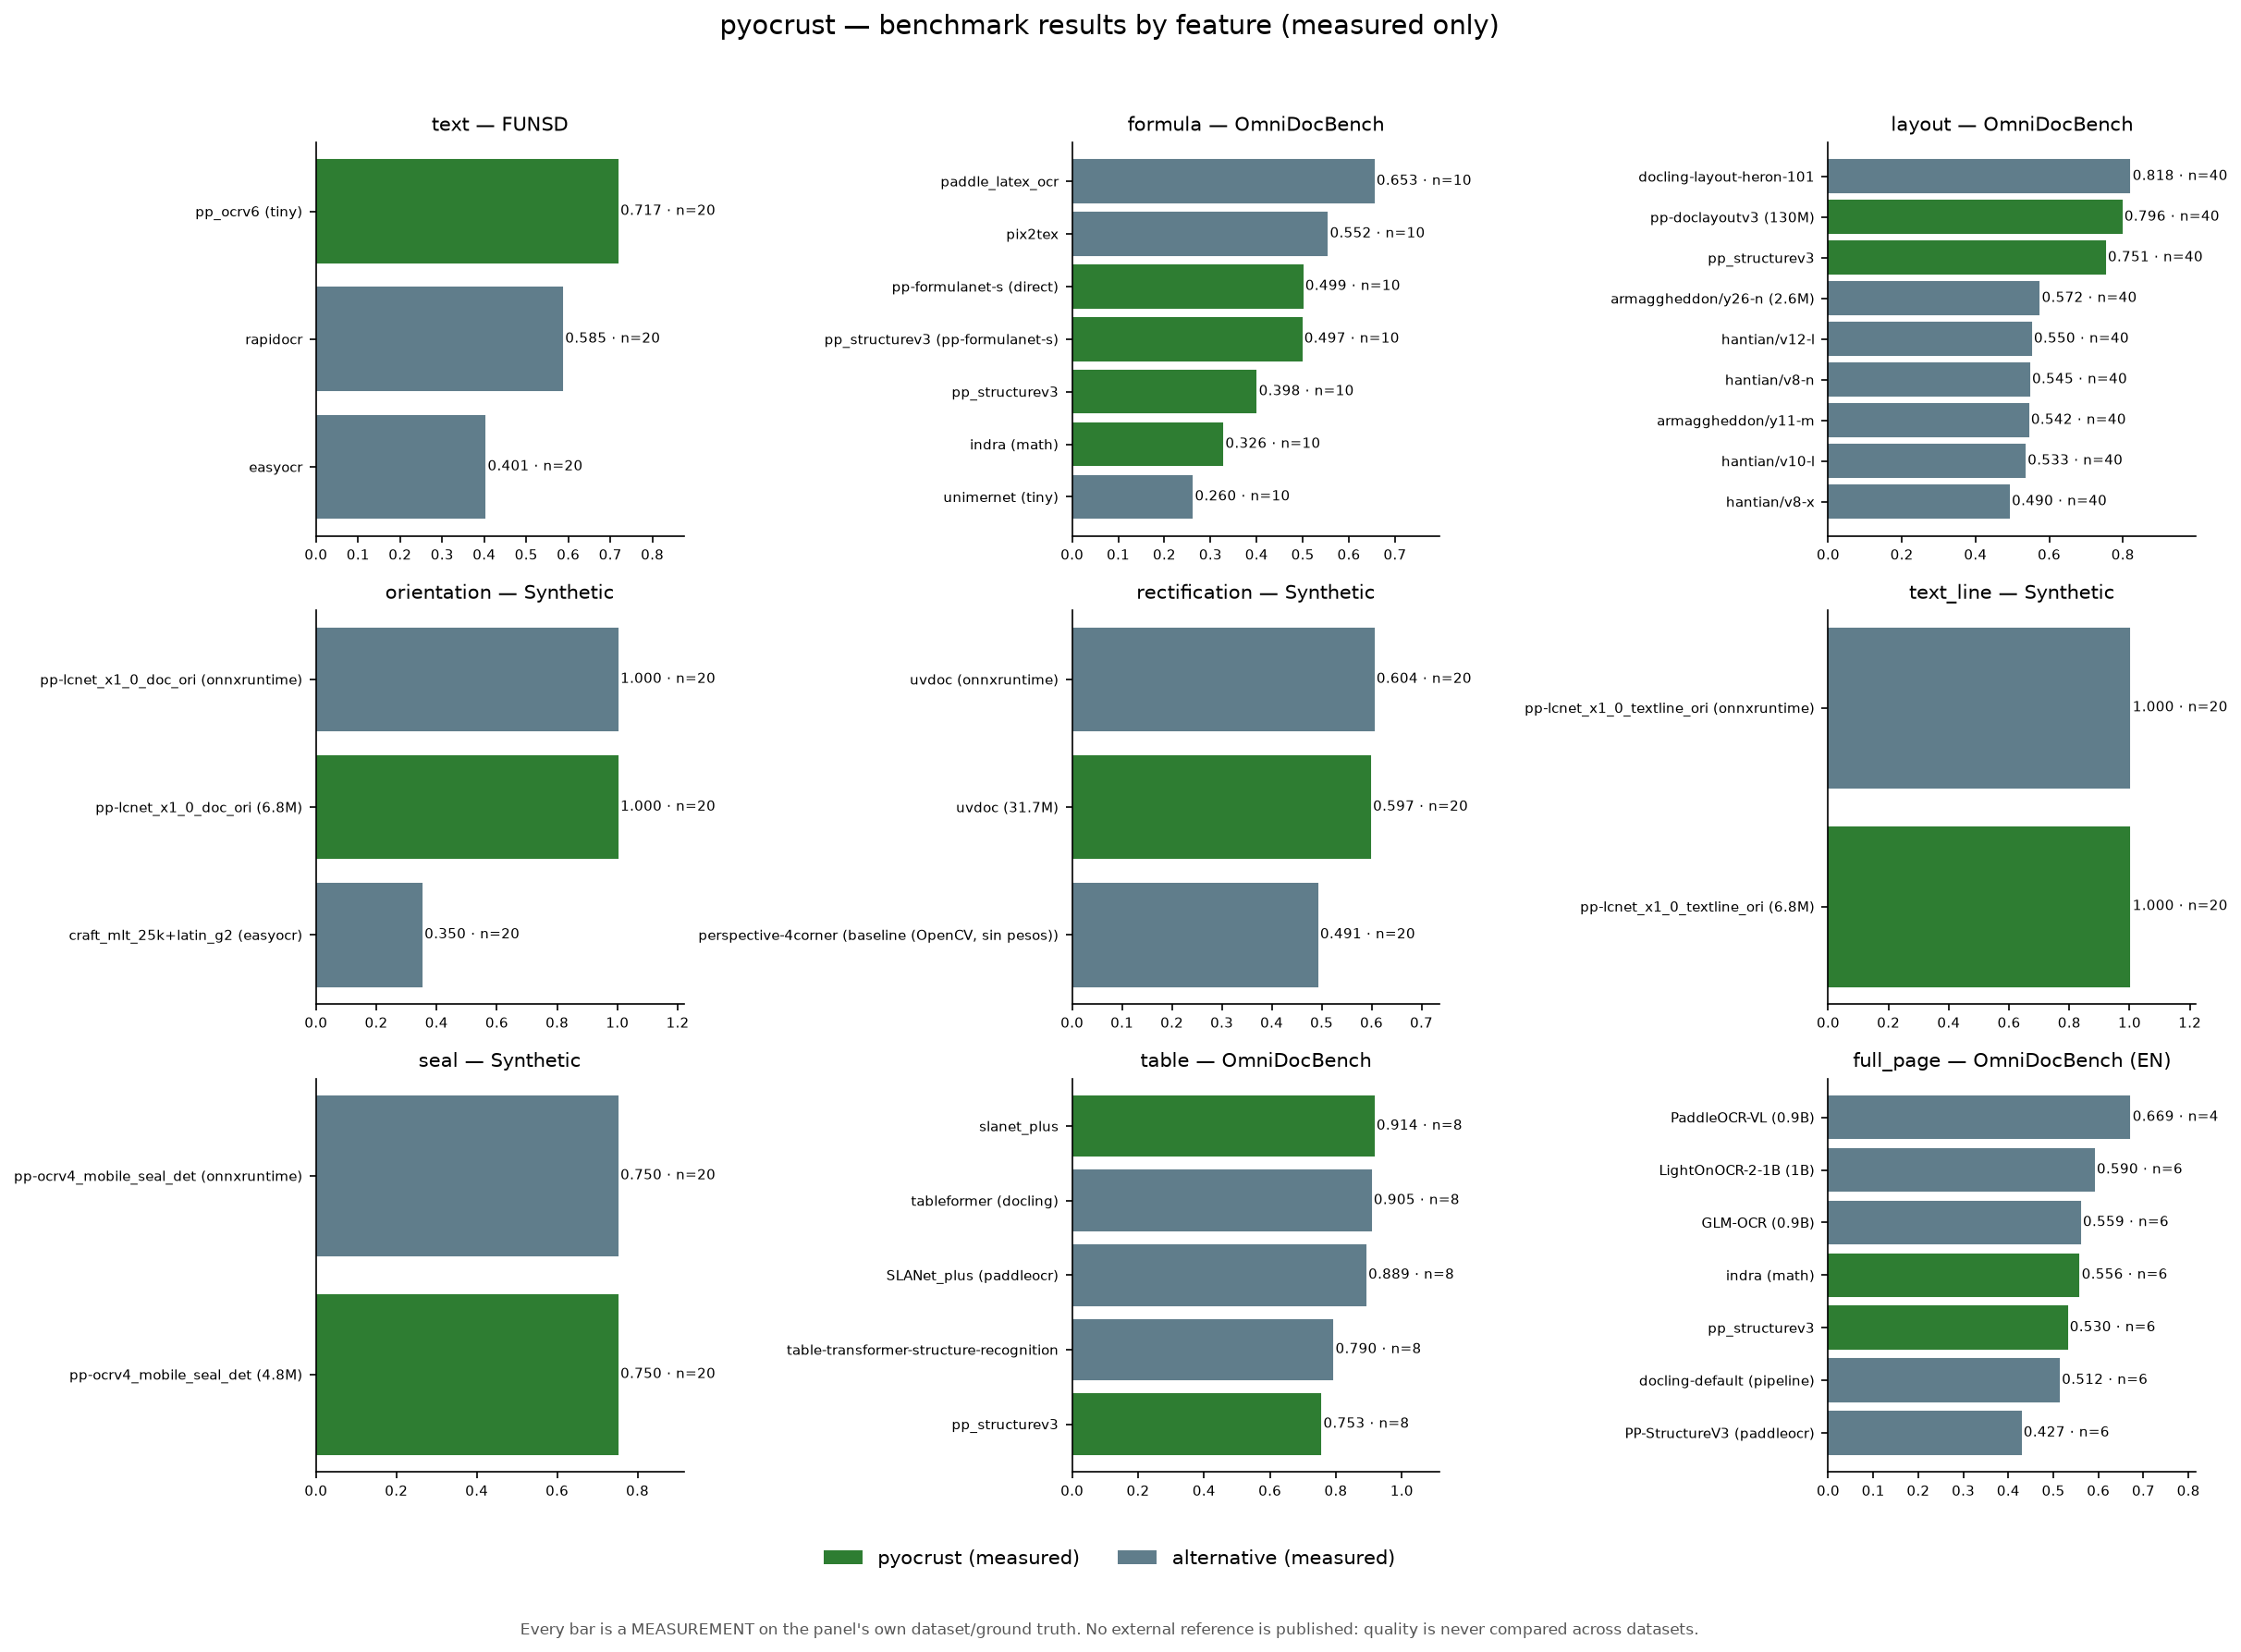 pyocrust — benchmark results by feature (measured only)
text — FUNSD
pp_ocrv6 (tiny)
0.717 · n=20
rapidocr
0.585 · n=20
easyocr
0.401 · n=20
0.0 0.1 0.2 0.3 0.4 0.5 0.6 0.7 0.8
formula — OmniDocBench
paddle_latex_ocr
0.653 · n=10
pix2tex
0.552 · n=10
pp-formulanet-s (direct)
0.499 · n=10
pp_structurev3 (pp-formulanet-s)
0.497 · n=10
pp_structurev3
0.398 · n=10
indra (math)
0.326 · n=10
unimernet (tiny)
0.260 · n=10
0.0 0.1 0.2 0.3 0.4 0.5 0.6 0.7
layout — OmniDocBench
docling-layout-heron-101
0.818 · n=40
pp-doclayoutv3 (130M)
0.796 · n=40
pp_structurev3
0.751 · n=40
armaggheddon/y26-n (2.6M)
0.572 · n=40
hantian/v12-l
0.550 · n=40
hantian/v8-n
0.545 · n=40
armaggheddon/y11-m
0.542 · n=40
hantian/v10-l
0.533 · n=40
hantian/v8-x
0.490 · n=40
0.0 0.2 0.4 0.6 0.8
orientation — Synthetic
pp-lcnet_x1_0_doc_ori (onnxruntime)
1.000 · n=20
pp-lcnet_x1_0_doc_ori (6.8M)
1.000 · n=20
craft_mlt_25k+latin_g2 (easyocr)
0.350 · n=20
0.0 0.2 0.4 0.6 0.8 1.0 1.2
rectification — Synthetic
uvdoc (onnxruntime)
0.604 · n=20
uvdoc (31.7M)
0.597 · n=20
perspective-4corner (baseline (OpenCV, sin pesos))
0.491 · n=20
0.0 0.1 0.2 0.3 0.4 0.5 0.6 0.7
text_line — Synthetic
pp-lcnet_x1_0_textline_ori (onnxruntime)
1.000 · n=20
pp-lcnet_x1_0_textline_ori (6.8M)
1.000 · n=20
0.0 0.2 0.4 0.6 0.8 1.0 1.2
seal — Synthetic
pp-ocrv4_mobile_seal_det (onnxruntime)
0.750 · n=20
pp-ocrv4_mobile_seal_det (4.8M)
0.750 · n=20
0.0 0.2 0.4 0.6 0.8
table — OmniDocBench
slanet_plus
0.914 · n=8
tableformer (docling)
0.905 · n=8
SLANet_plus (paddleocr)
0.889 · n=8
table-transformer-structure-recognition
0.790 · n=8
pp_structurev3
0.753 · n=8
0.0 0.2 0.4 0.6 0.8 1.0
full_page — OmniDocBench (EN)
PaddleOCR-VL (0.9B)
0.669 · n=4
LightOnOCR-2-1B (1B)
0.590 · n=6
GLM-OCR (0.9B)
0.559 · n=6
indra (math)
0.556 · n=6
pp_structurev3
0.530 · n=6
docling-default (pipeline)
0.512 · n=6
PP-StructureV3 (paddleocr)
0.427 · n=6
0.0 0.1 0.2 0.3 0.4 0.5 0.6 0.7 0.8
pyocrust (measured)
alternative (measured)
Every bar is a MEASUREMENT on the panel's own dataset/ground truth. No external reference is published: quality is never compared across datasets.